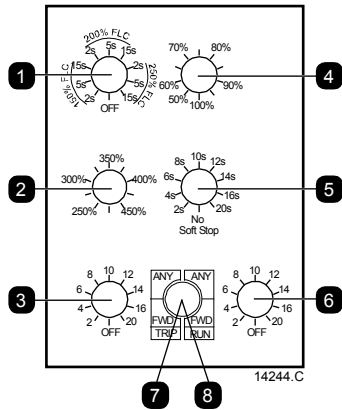 200% FLC
2s 5s 15s
15s 2s
5s 5s
2s 15s
150% FLC
250% FLC
OFF
1
70% 80%
60% 90%
50% 100%
4
350%
300% 400%
250% 450%
2
10s
8s 12s
6s 14s
4s 16s
2s 20s
No
Soft Stop
5
10
8 12
6 14
4 16
2 20
OFF
3
ANY ANY
FWD FWD
TRIP RUN
10
8 12
6 14
4 16
2 20
OFF
6
14244.C
7 8